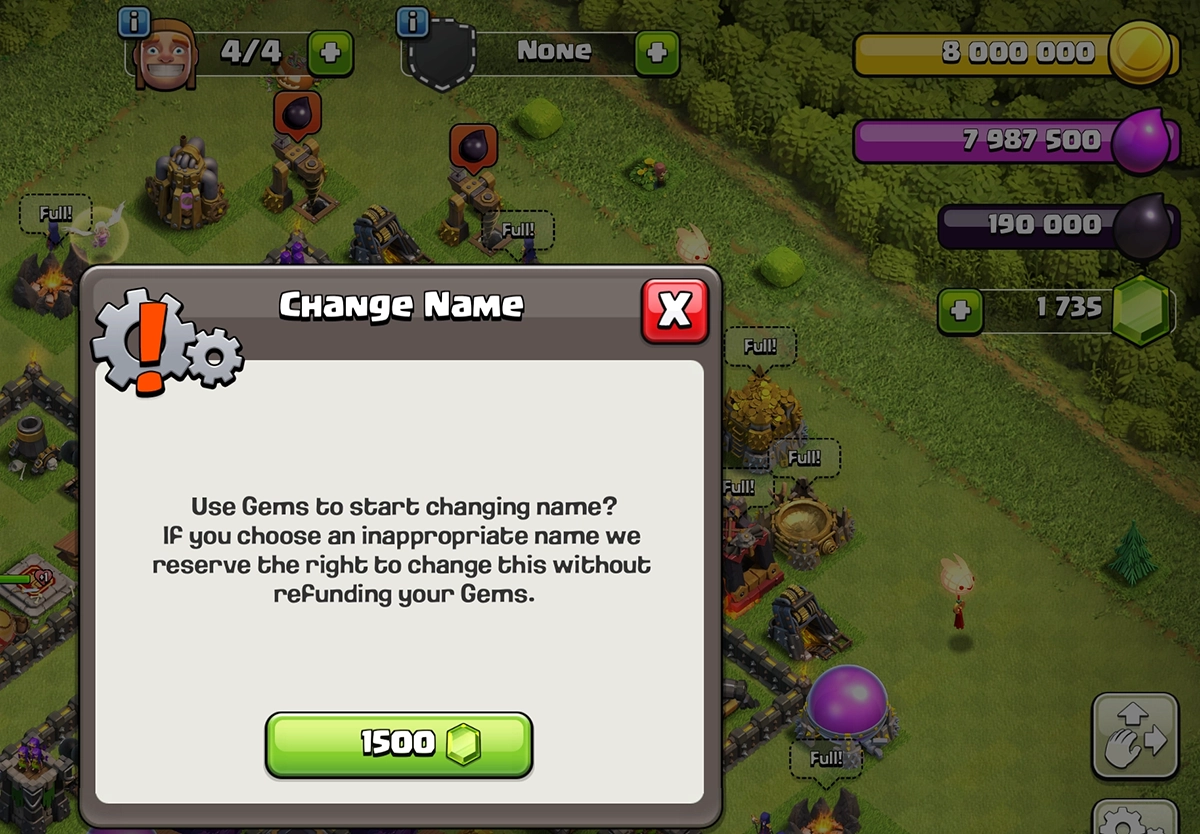 4/4
None
8 000 000
7 987 500
190 000
1 735
Full!
Full!
Change Name
X
Full!
Full!
Full!
Use Gems to start changing name?
If you choose an inappropriate name we
reserve the right to change this without
refunding your Gems.
1500
Full!